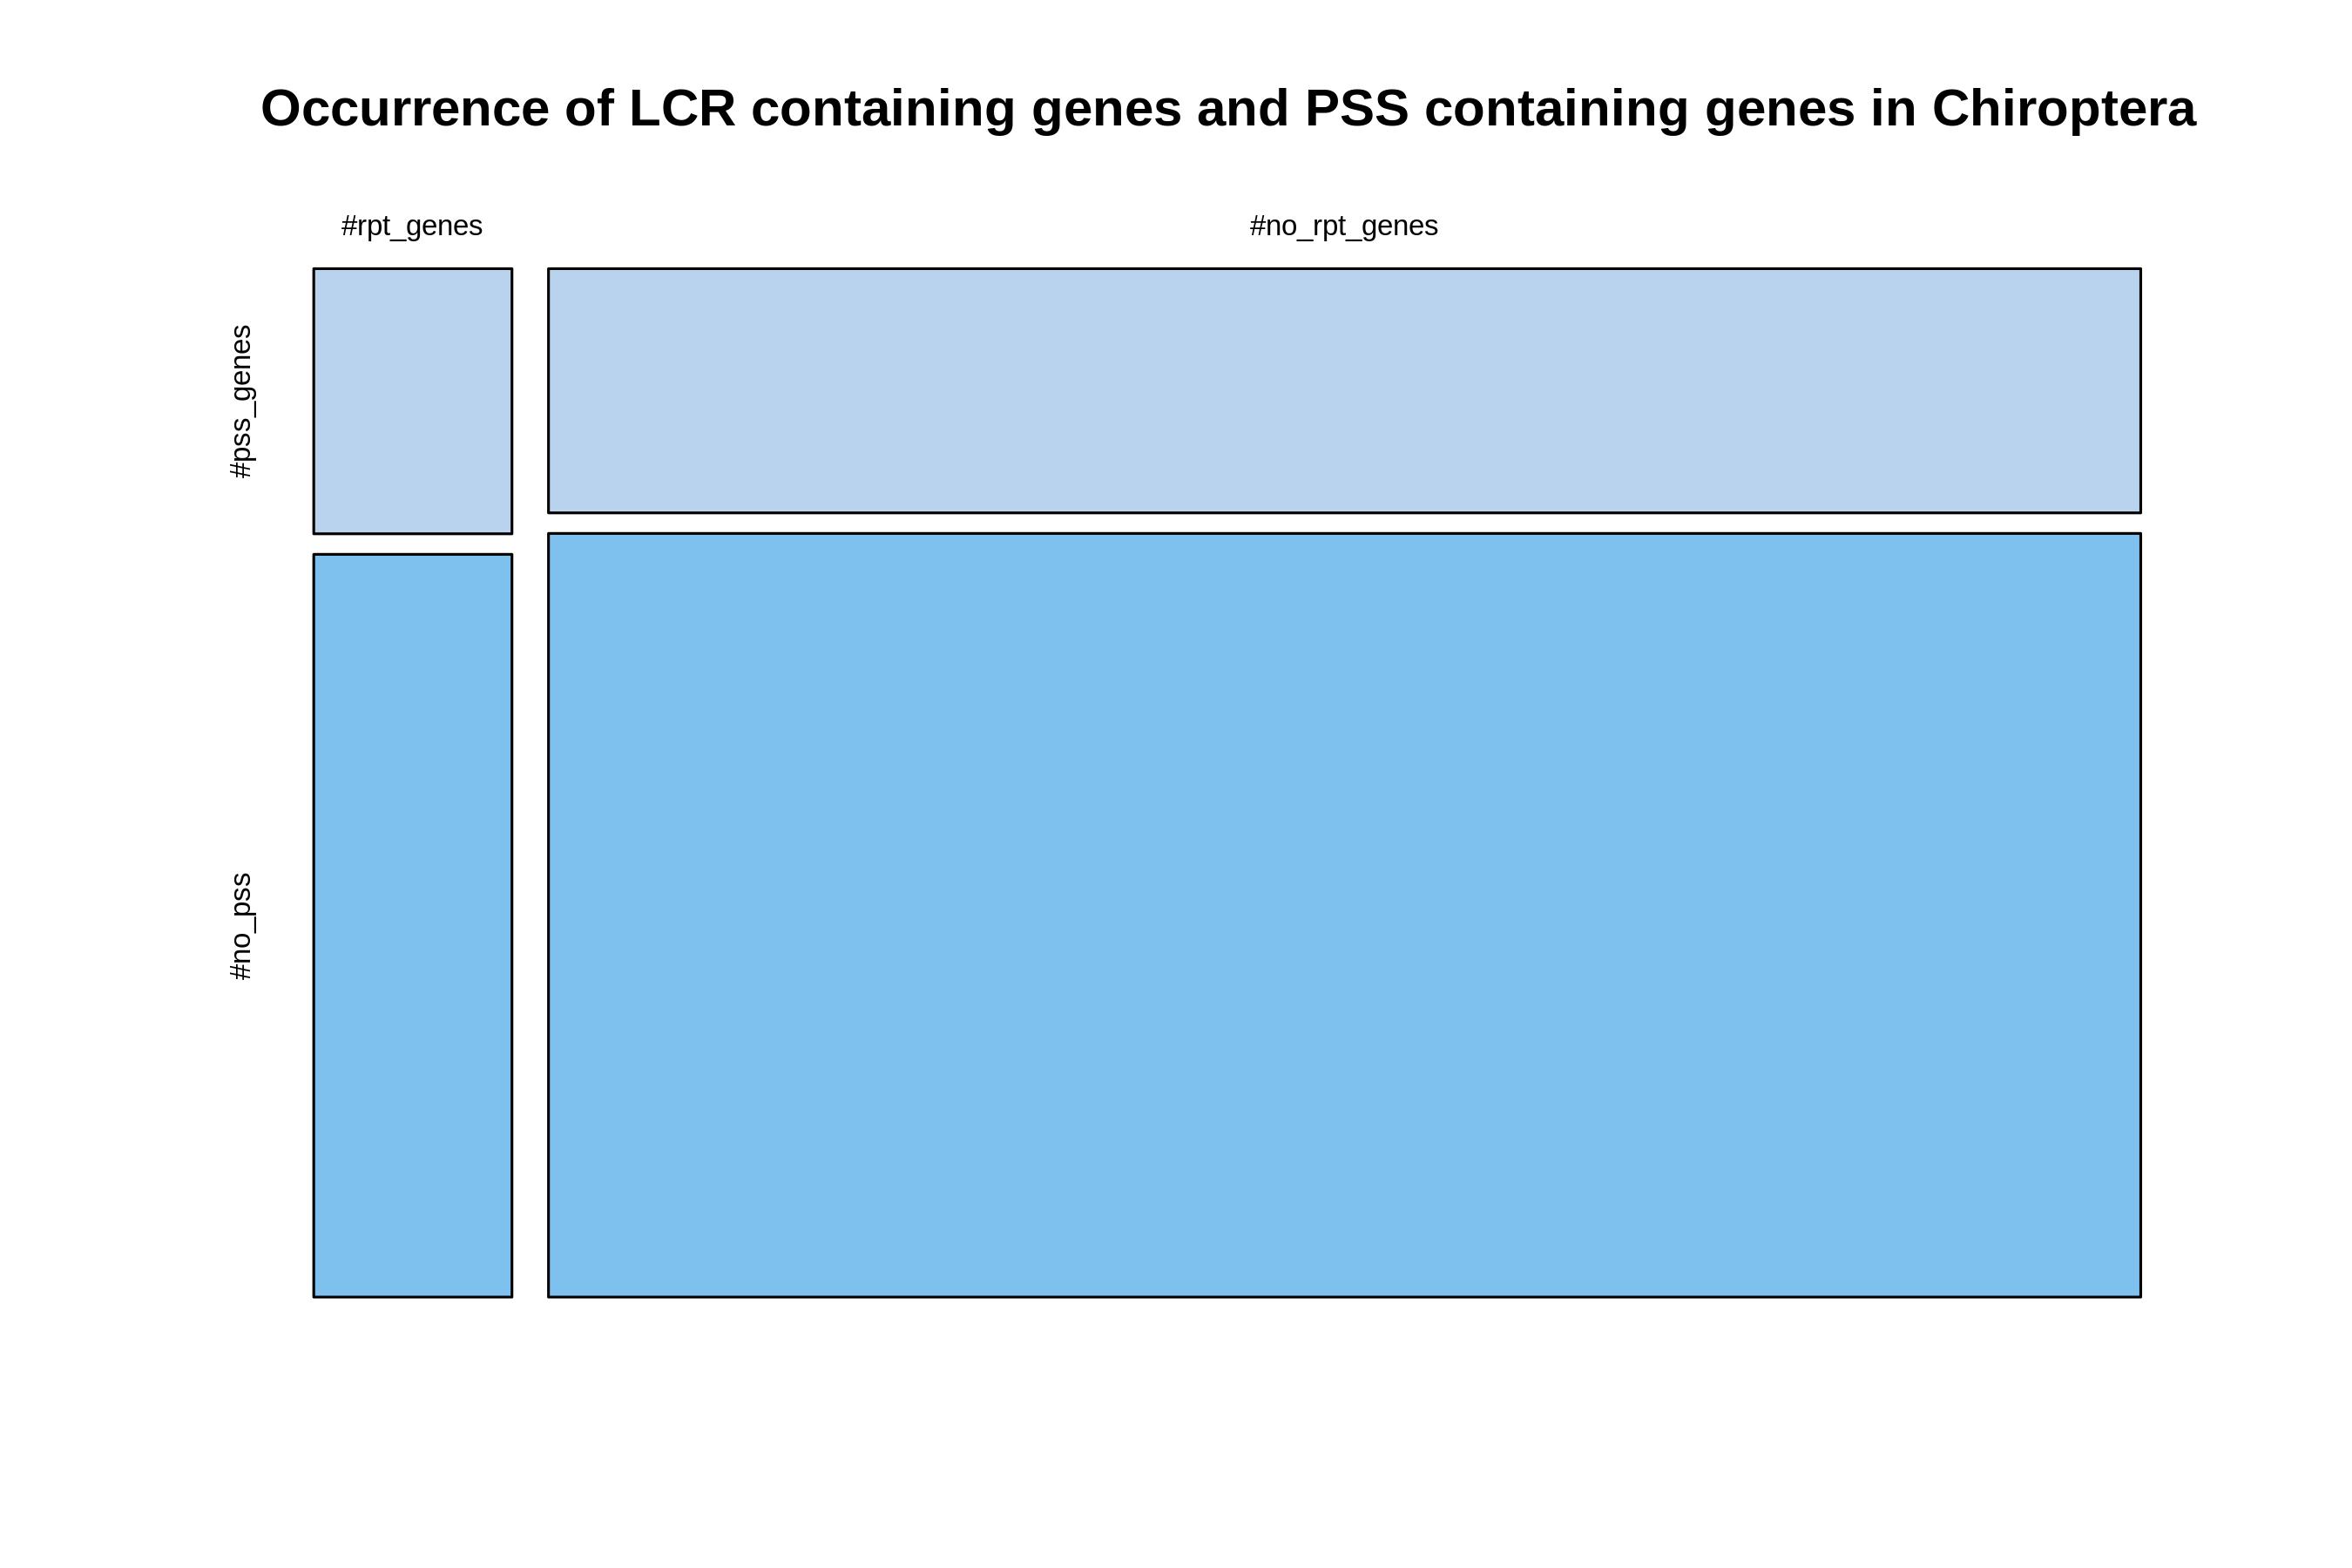 Occurrence of LCR containing genes and PSS containing genes in Chiroptera
#rpt_genes
#no_rpt_genes
#pss_genes
#no_pss